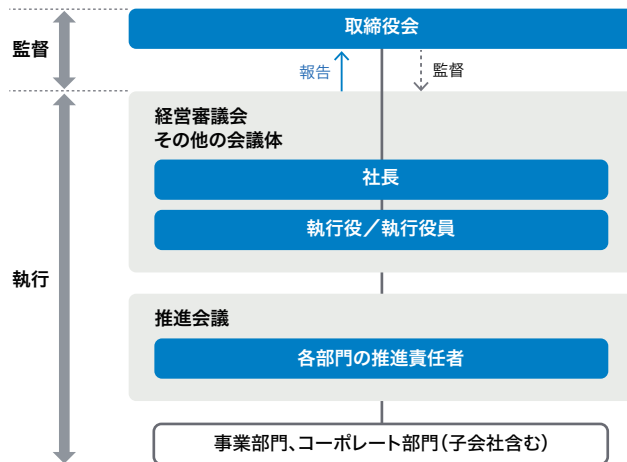 取締役会
監督
報告
監督
経営審議会
その他の会議体
社長
執行役／執行役員
執行
推進会議
各部門の推進責任者
事業部門、コーポレート部門（子会社含む）